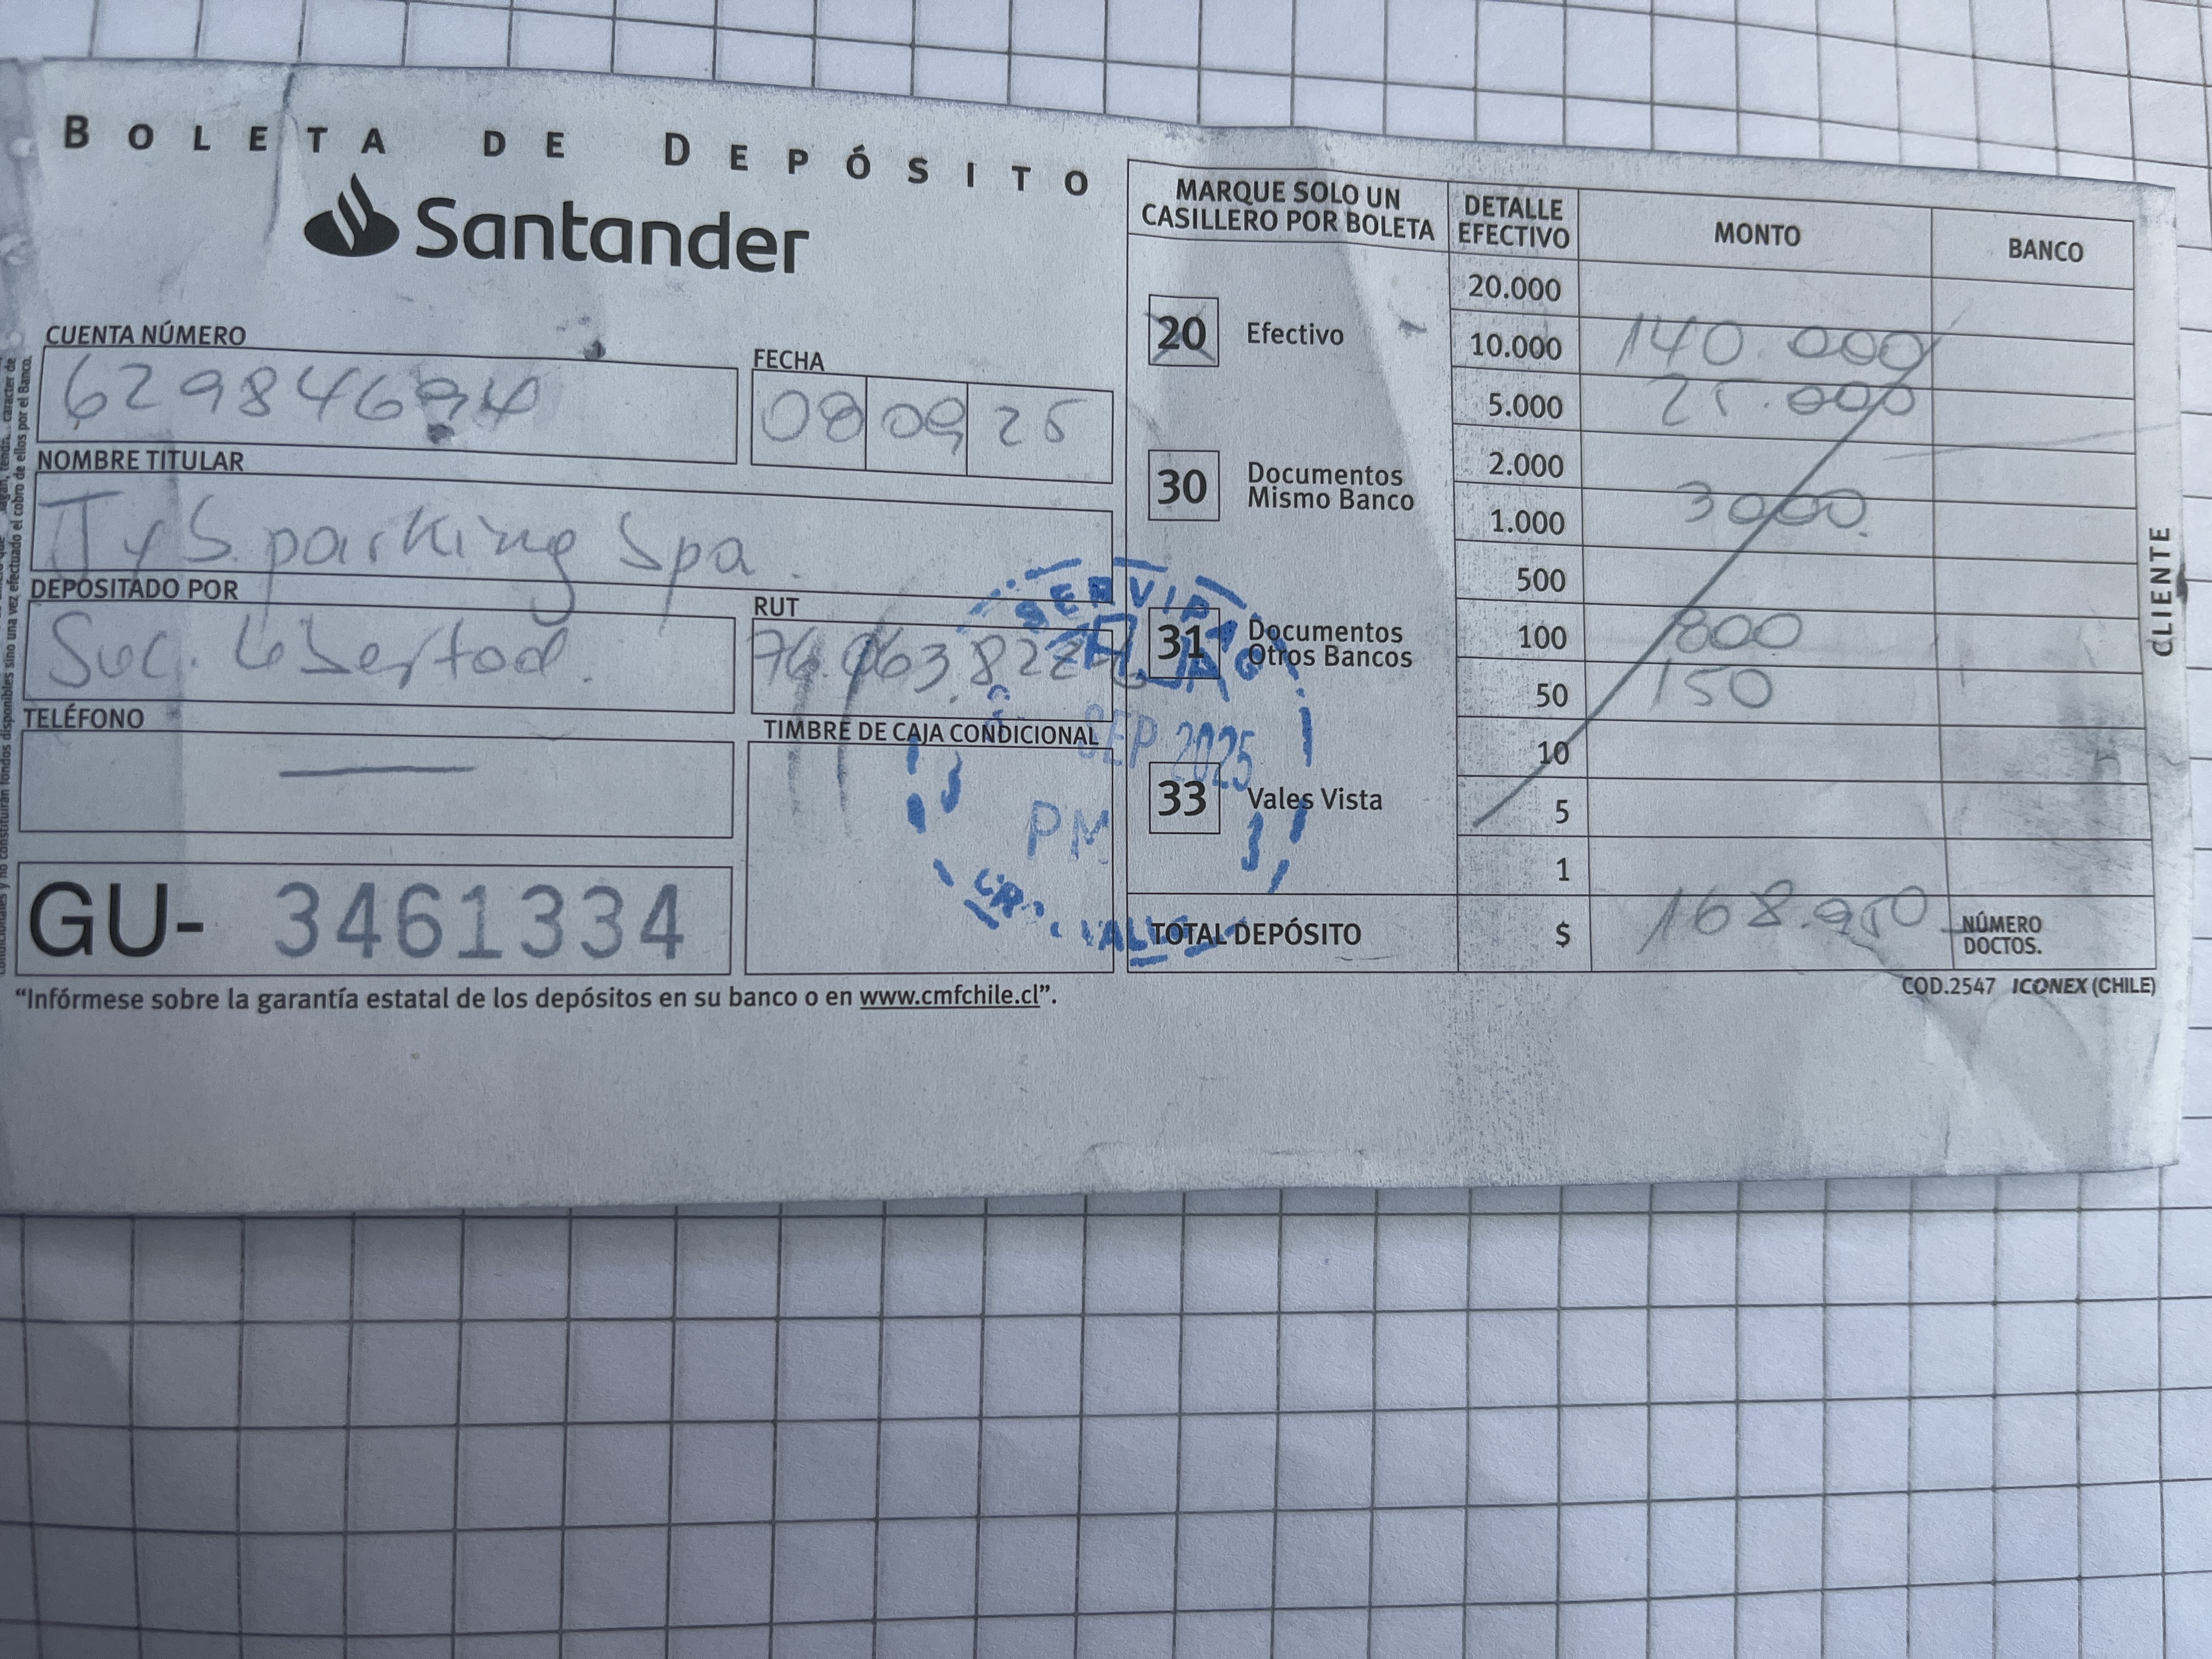 BOLETA DE DEPÓSITO
Santander
CUENTA NÚMERO
629846
FECHA
08 09 25
NOMBRE TITULAR
T y S. parking Spa.
DEPOSITADO POR
Suc. Libertad.
RUT
TELÉFONO
TIMBRE DE CAJA CONDICIONAL
GU- 3461334
"Infórmese sobre la garantía estatal de los depósitos en su banco o en www.cmfchile.cl".
MARQUE SOLO UN
CASILLERO POR BOLETA
20 Efectivo
30 Documentos
Mismo Banco
31 Documentos
Otros Bancos
33 Vales Vista
SERVIPAG
CAJA
SEP 2025
PM
DETALLE
EFECTIVO
MONTO
BANCO
20.000
10.000 140.000
5.000 25.000
2.000
1.000 3000.
500
100 800
50 150
10
5
1
TOTAL DEPÓSITO $ 168.950
NÚMERO
DOCTOS.
COD.2547 ICONEX (CHILE)
CLIENTE